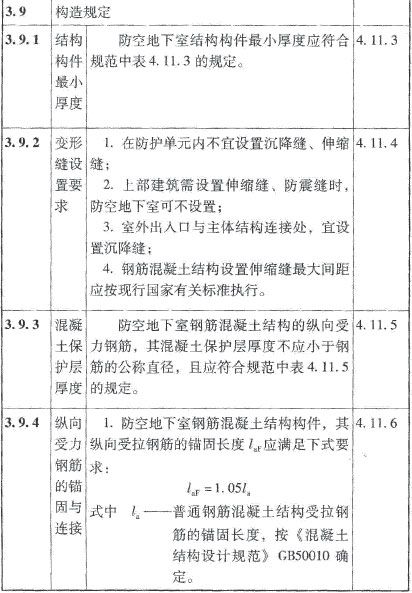 3.9 构造规定
3.9.1 结构构件最小厚度
防空地下室结构构件最小厚度应符合
规范中表4.11.3的规定。
4.11.3
3.9.2 变形缝设置要求
1. 在防护单元内不宜设置沉降缝、伸缩
缝;
2. 上部建筑需设置伸缩缝、防震缝时,
防空地下室可不设置;
3. 室外出入口与主体结构连接处,宜设
置沉降缝;
4. 钢筋混凝土结构设置伸缩缝最大间距
应按现行国家有关标准执行。
4.11.4
3.9.3 混凝土保护层厚度
防空地下室钢筋混凝土结构的纵向受
力钢筋,其混凝土保护层厚度不应小于钢
筋的公称直径,且应符合规范中表4.11.5
的规定。
4.11.5
3.9.4 纵向受力钢筋的锚固与连接
1. 防空地下室钢筋混凝土结构构件,其
纵向受拉钢筋的锚固长度 laF应满足下式要
求:
laF = 1.05la
式中 la——普通钢筋混凝土结构受拉钢
筋的锚固长度,按《混凝土
结构设计规范》GB50010 确
定。
4.11.6